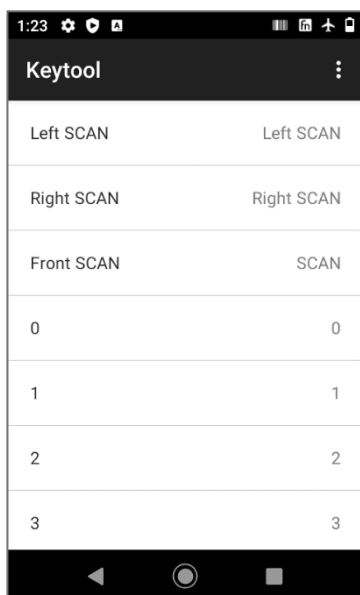 1:23
Keytool
Left SCAN Left SCAN
Right SCAN Right SCAN
Front SCAN SCAN
0 0
1 1
2 2
3 3